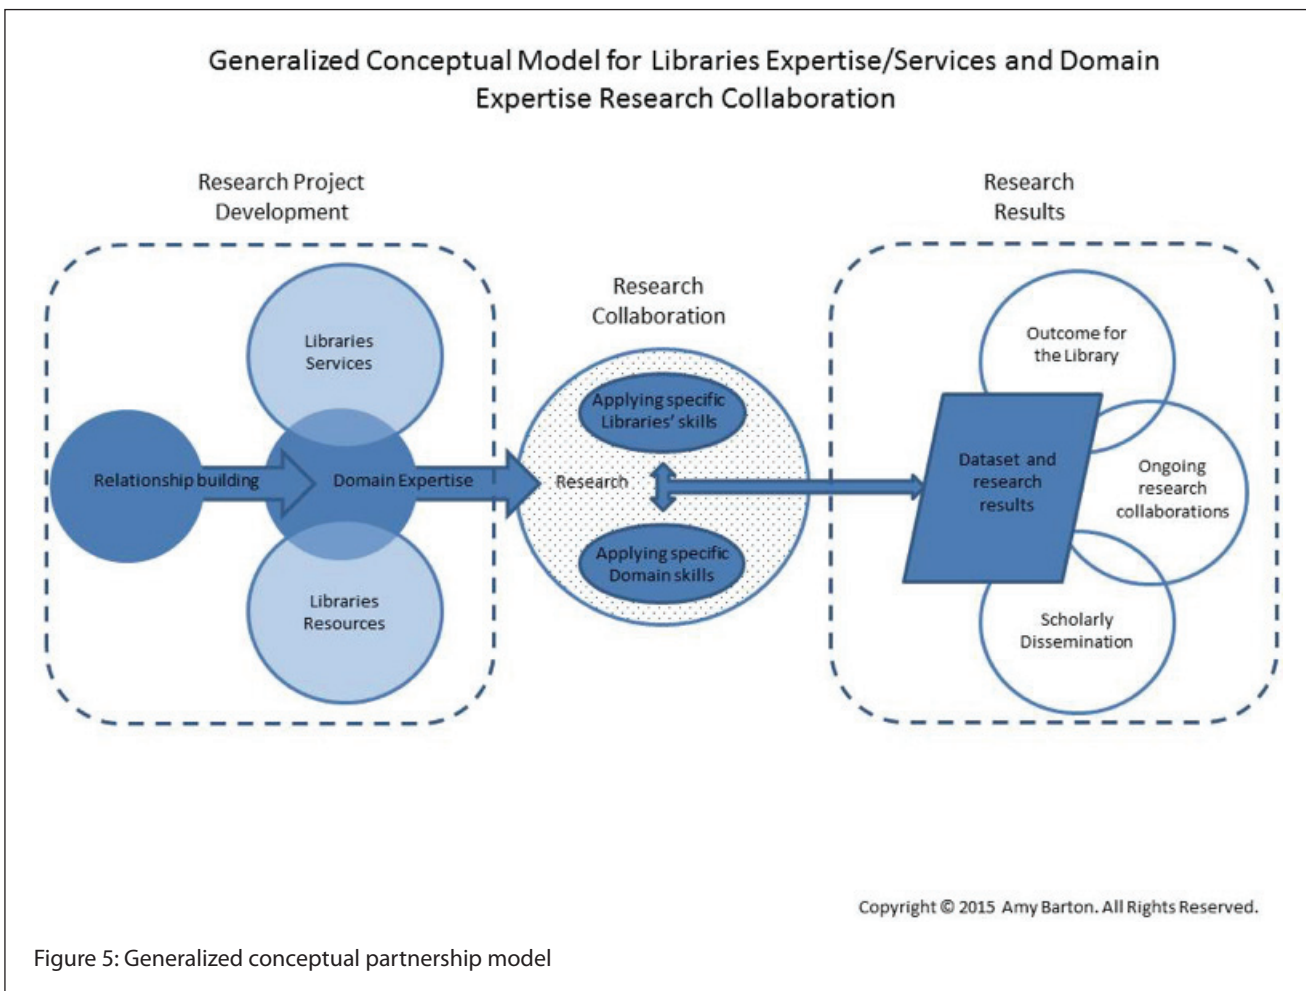 Generalized Conceptual Model for Libraries Expertise/Services and Domain
Expertise Research Collaboration
Research Project
Development
Libraries
Services
Relationship building
Domain Expertise
Libraries
Resources
Research
Collaboration
Applying specific
Libraries' skills
Research
Applying specific
Domain skills
Research
Results
Outcome for
the Library
Dataset and
research
results
Ongoing
research
collaborations
Scholarly
Dissemination
Copyright © 2015 Amy Barton. All Rights Reserved.
Figure 5: Generalized conceptual partnership model